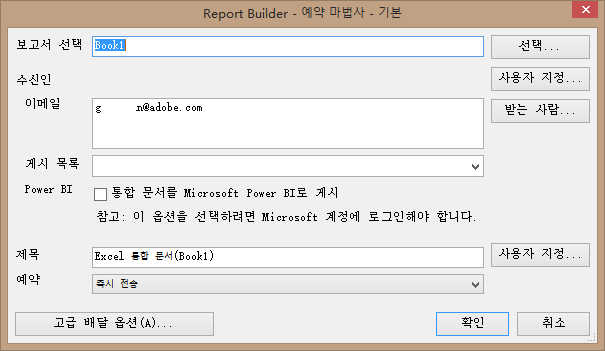 Report Builder - 예약 마법사 - 기본
보고서 선택 Book1 선택...
수신인 사용자 지정...
이메일 g n@adobe.com 받는 사람...
게시 목록
Power BI 통합 문서를 Microsoft Power BI로 게시
참고: 이 옵션을 선택하려면 Microsoft 계정에 로그인해야 합니다.
제목 Excel 통합 문서(Book1) 사용자 지정...
예약 즉시 전송
고급 배달 옵션(A)... 확인 취소